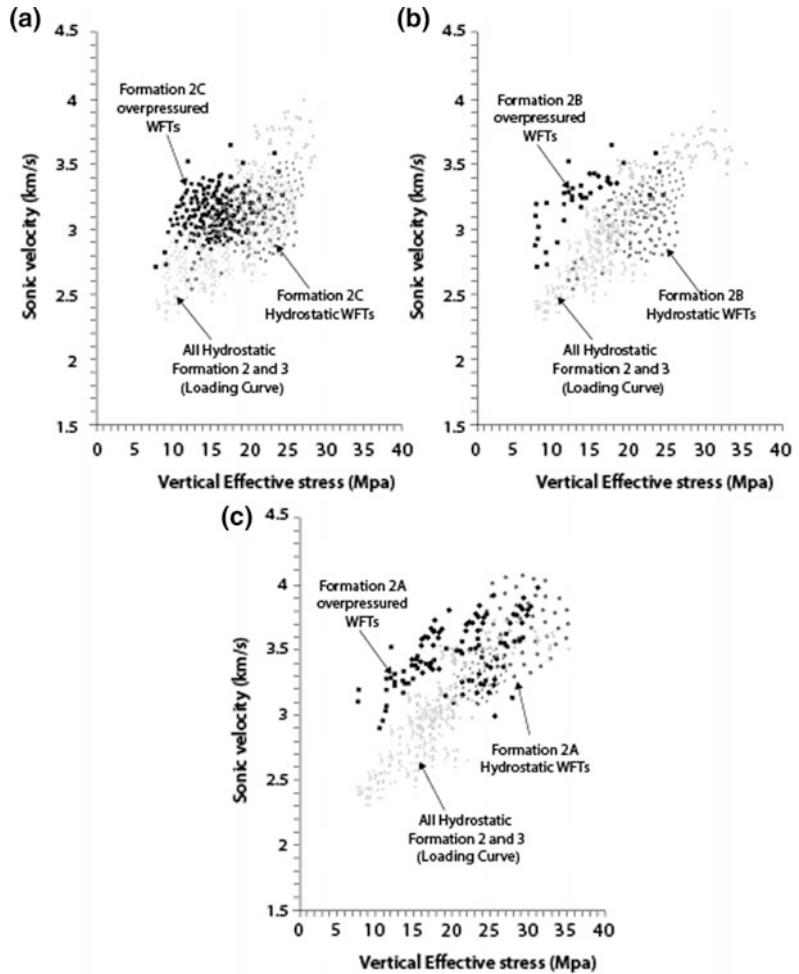 (a)
4.5
4
3.5
3
2.5
2
1.5
Sonic velocity (km/s)
Formation 2C
overpressured
WFTs
Formation 2C
Hydrostatic WFTs
All Hydrostatic
Formation 2 and 3
(Loading Curve)
0 5 10 15 20 25 30 35 40
Vertical Effective stress (Mpa)
(b)
4.5
4
3.5
3
2.5
2
1.5
Sonic velocity (km/s)
Formation 2B
overpressured
WFTs
Formation 2B
Hydrostatic WFTs
All Hydrostatic
Formation 2 and 3
(Loading Curve)
0 5 10 15 20 25 30 35 40
Vertical Effective stress (Mpa)
(c)
4.5
4
3.5
3
2.5
2
1.5
Sonic velocity (km/s)
Formation 2A
overpressured
WFTs
Formation 2A
Hydrostatic WFTs
All Hydrostatic
Formation 2 and 3
(Loading Curve)
0 5 10 15 20 25 30 35 40
Vertical Effective stress (Mpa)